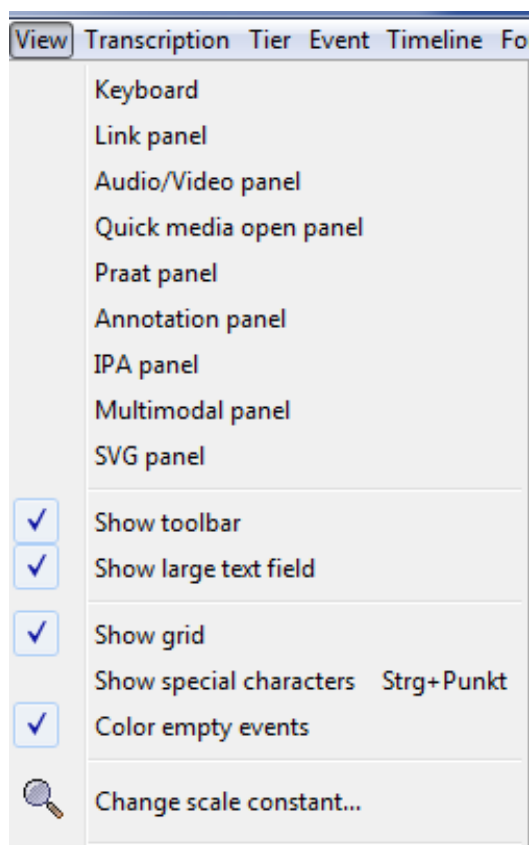 View Transcription Tier Event Timeline Fo
Keyboard
Link panel
Audio/Video panel
Quick media open panel
Praat panel
Annotation panel
IPA panel
Multimodal panel
SVG panel
Show toolbar
Show large text field
Show grid
Show special characters Strg+Punkt
Color empty events
Change scale constant...